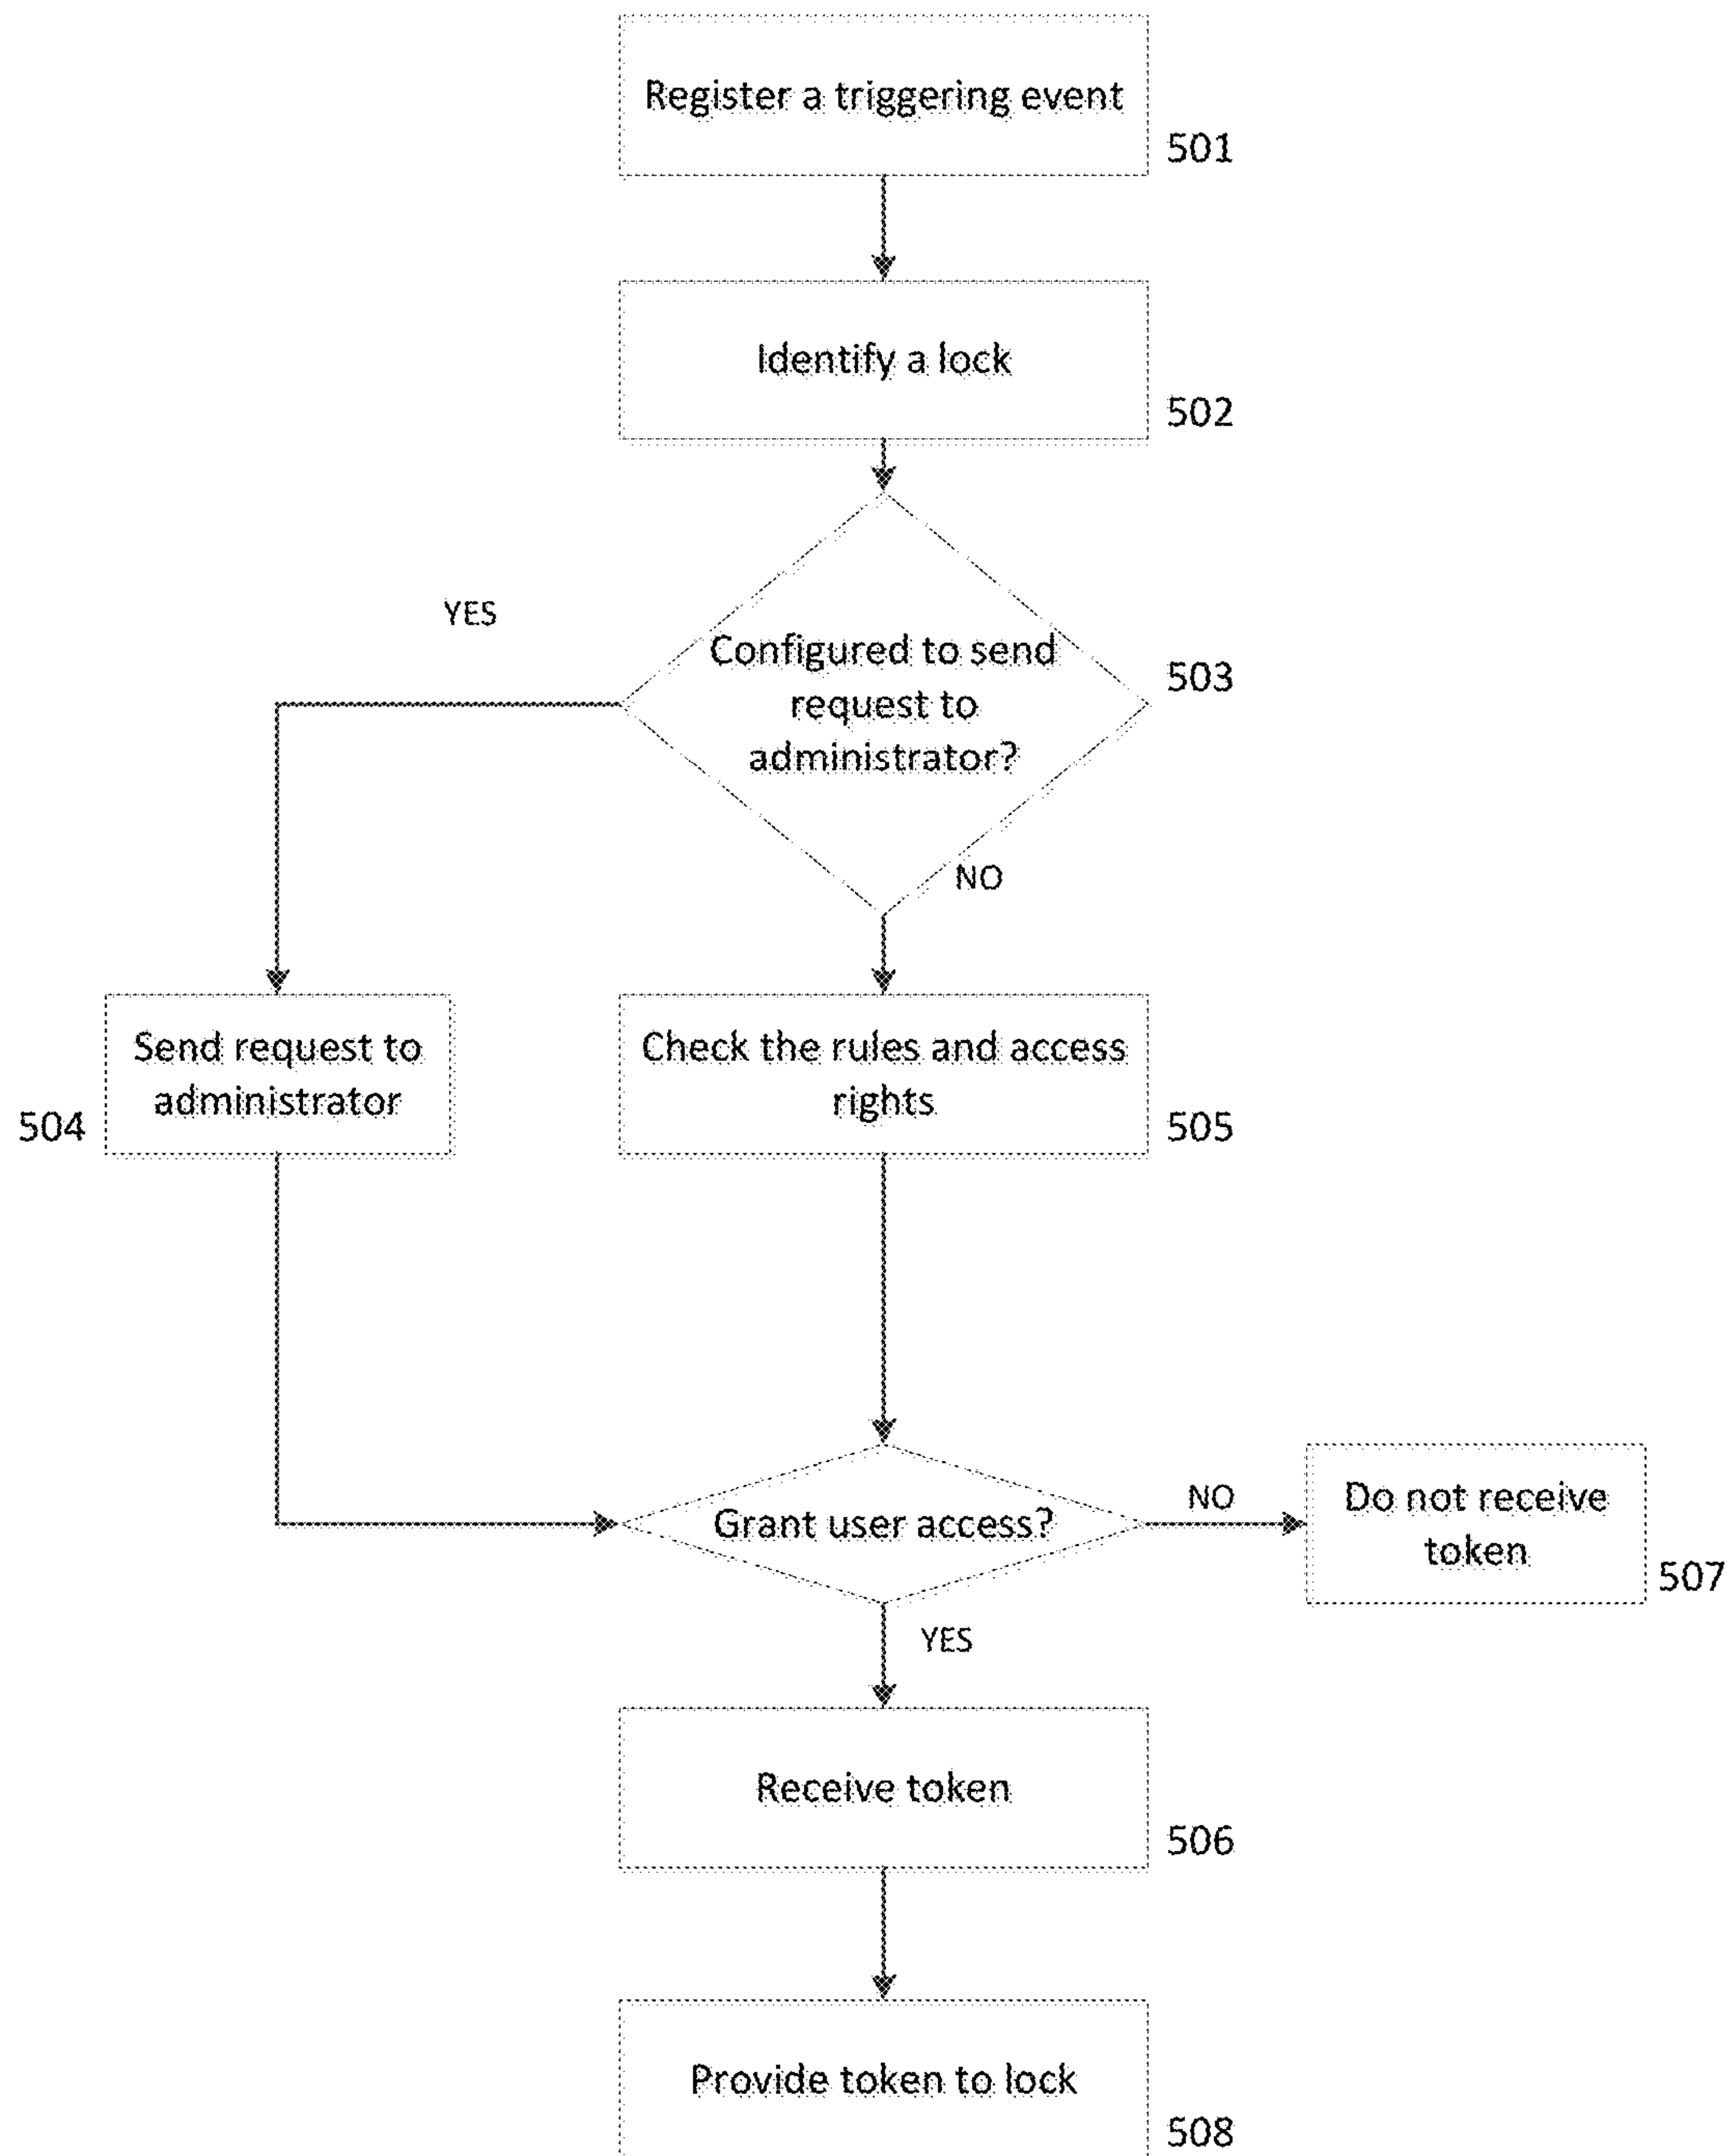 Register a triggering event
501
Identify a lock
502
YES
Configured to send
request to
administrator?
503
NO
Send request to
administrator
504
Check the rules and access
rights
505
Grant user access?
NO
Do not receive
token
507
YES
Receive token
506
Provide token to lock
508